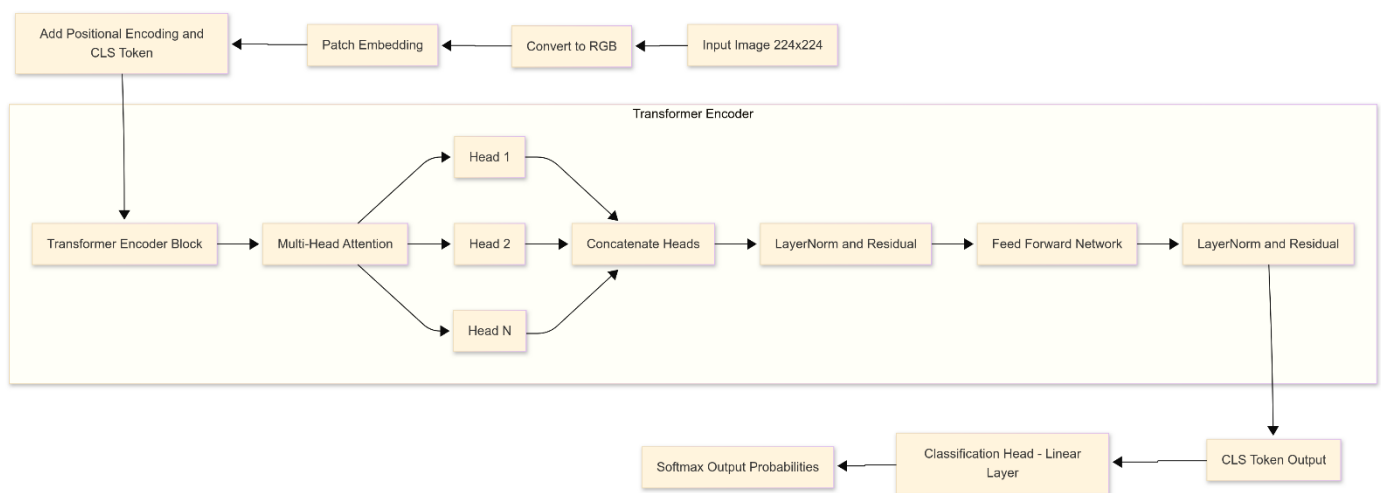 Add Positional Encoding and
CLS Token
Patch Embedding
Convert to RGB
Input Image 224x224
Transformer Encoder
Head 1
Transformer Encoder Block
Multi-Head Attention
Head 2
Concatenate Heads
LayerNorm and Residual
Feed Forward Network
LayerNorm and Residual
Head N
Softmax Output Probabilities
Classification Head - Linear
Layer
CLS Token Output